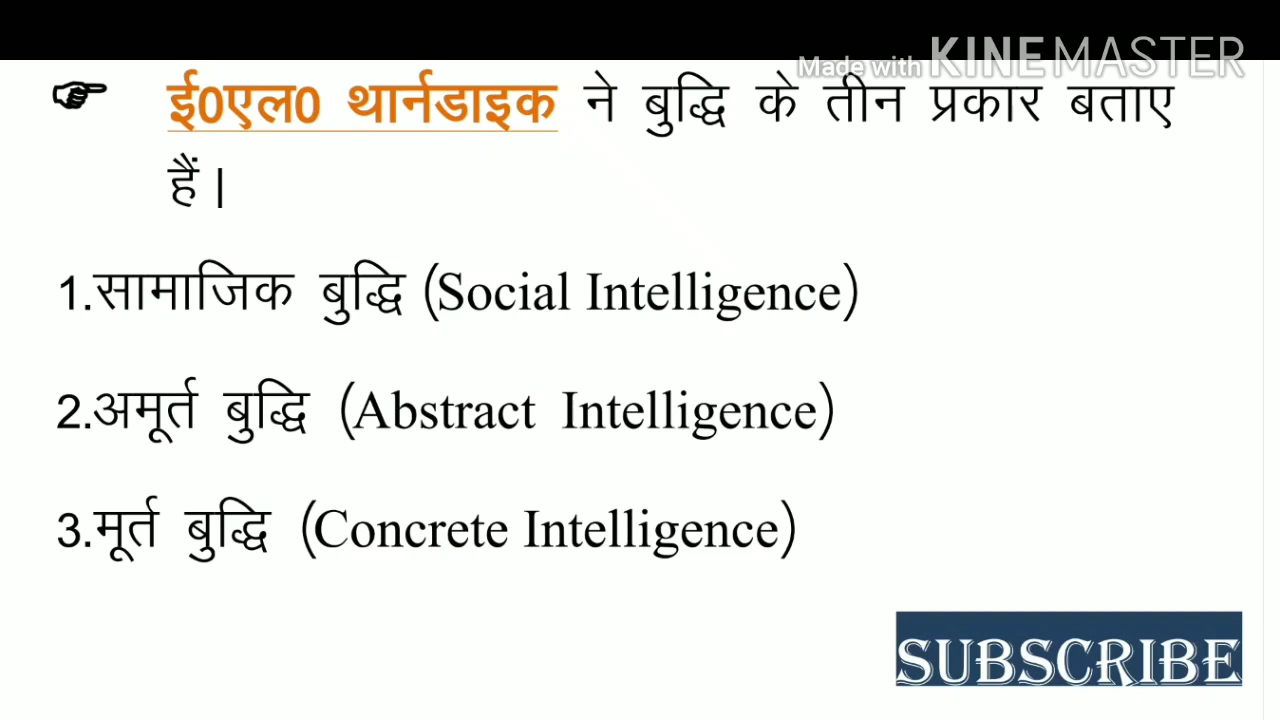 Made with KINEMASTER
☞ ई0एल0 थार्नडाइक ने बुद्धि के तीन प्रकार बताए
हैं।
1.सामाजिक बुद्धि (Social Intelligence)
2.अमूर्त बुद्धि (Abstract Intelligence)
3.मूर्त बुद्धि (Concrete Intelligence)
SUBSCRIBE